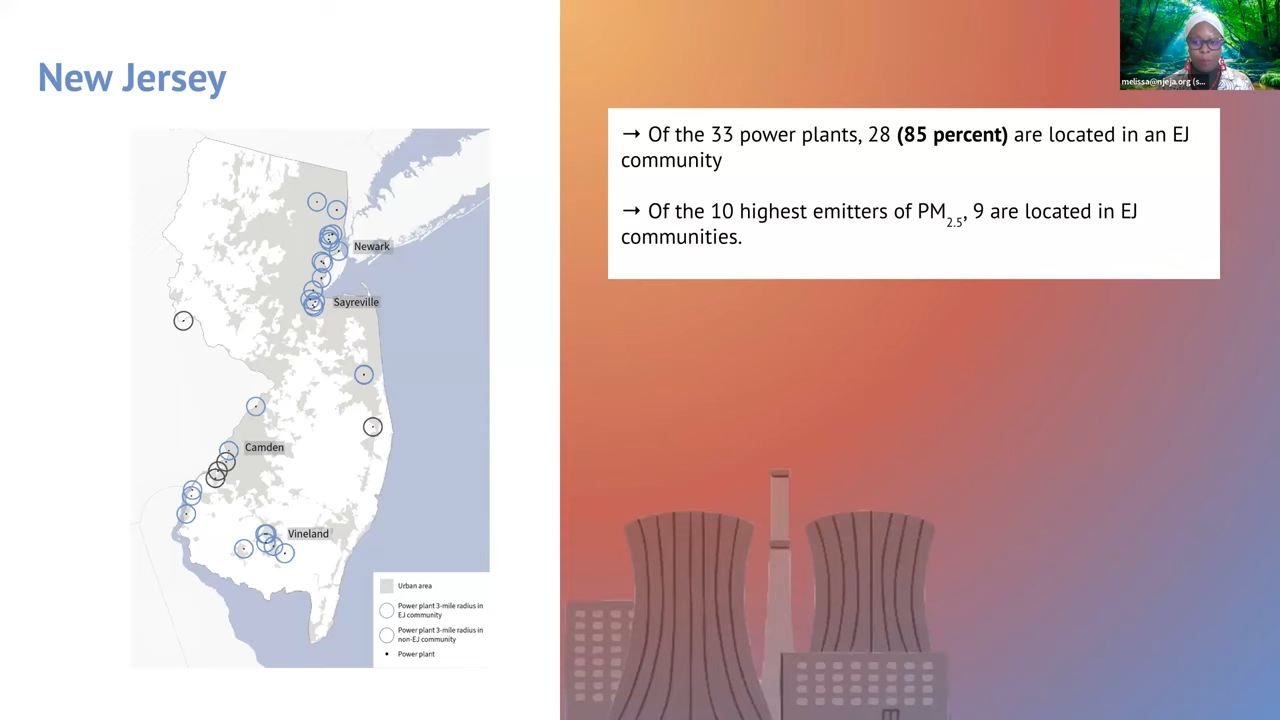 New Jersey
Newark
Sayreville
Camden
Vineland
Urban area
Power plant 3-mile radius in
EJ community
Power plant 3-mile radius in
non-EJ community
Power plant
→ Of the 33 power plants, 28 (85 percent) are located in an EJ
community
→ Of the 10 highest emitters of PM2.5, 9 are located in EJ
communities.
melissa@njeja.org (s...